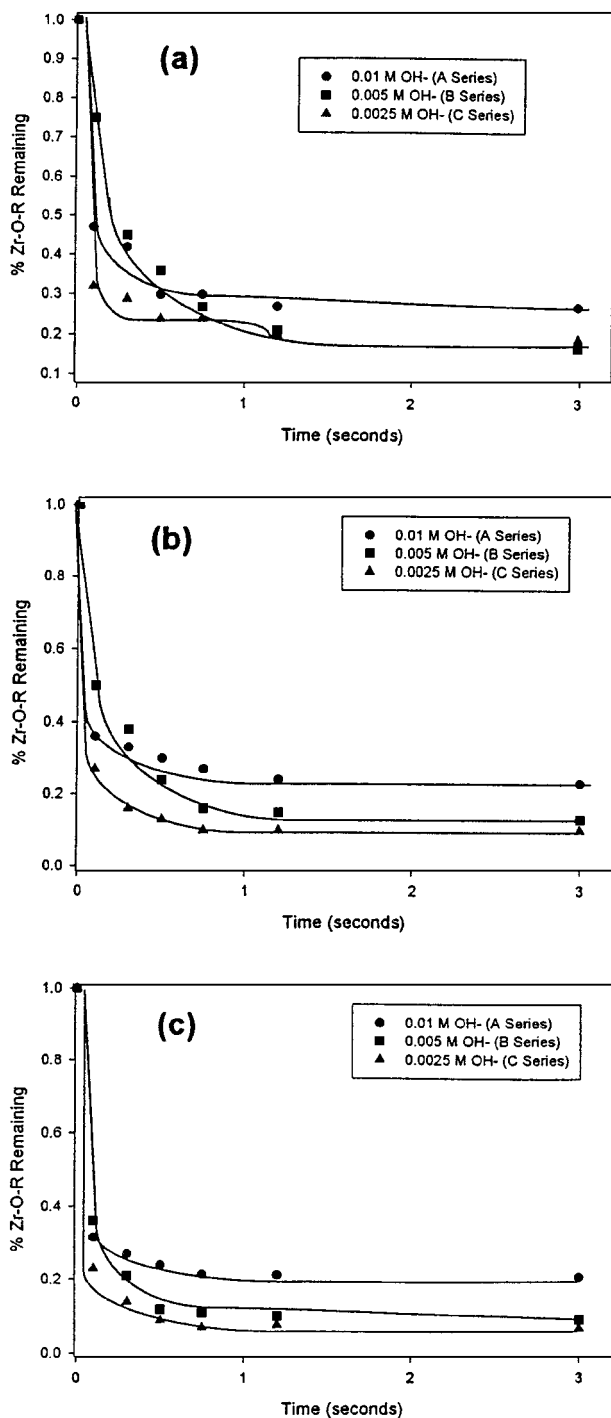 (a)
0.01 M OH- (A Series)
0.005 M OH- (B Series)
0.0025 M OH- (C Series)
% Zr-O-R Remaining
1.0
0.9
0.8
0.7
0.6
0.5
0.4
0.3
0.2
0.1
0
1
2
3
Time (seconds)
(b)
0.01 M OH- (A Series)
0.005 M OH- (B Series)
0.0025 M OH- (C Series)
% Zr-O-R Remaining
1.0
0.8
0.6
0.4
0.2
0.0
0
1
2
3
Time (seconds)
(c)
0.01 M OH- (A Series)
0.005 M OH- (B Series)
0.0025 M OH- (C Series)
% Zr-O-R Remaining
1.0
0.8
0.6
0.4
0.2
0.0
0
1
2
3
Time (seconds)